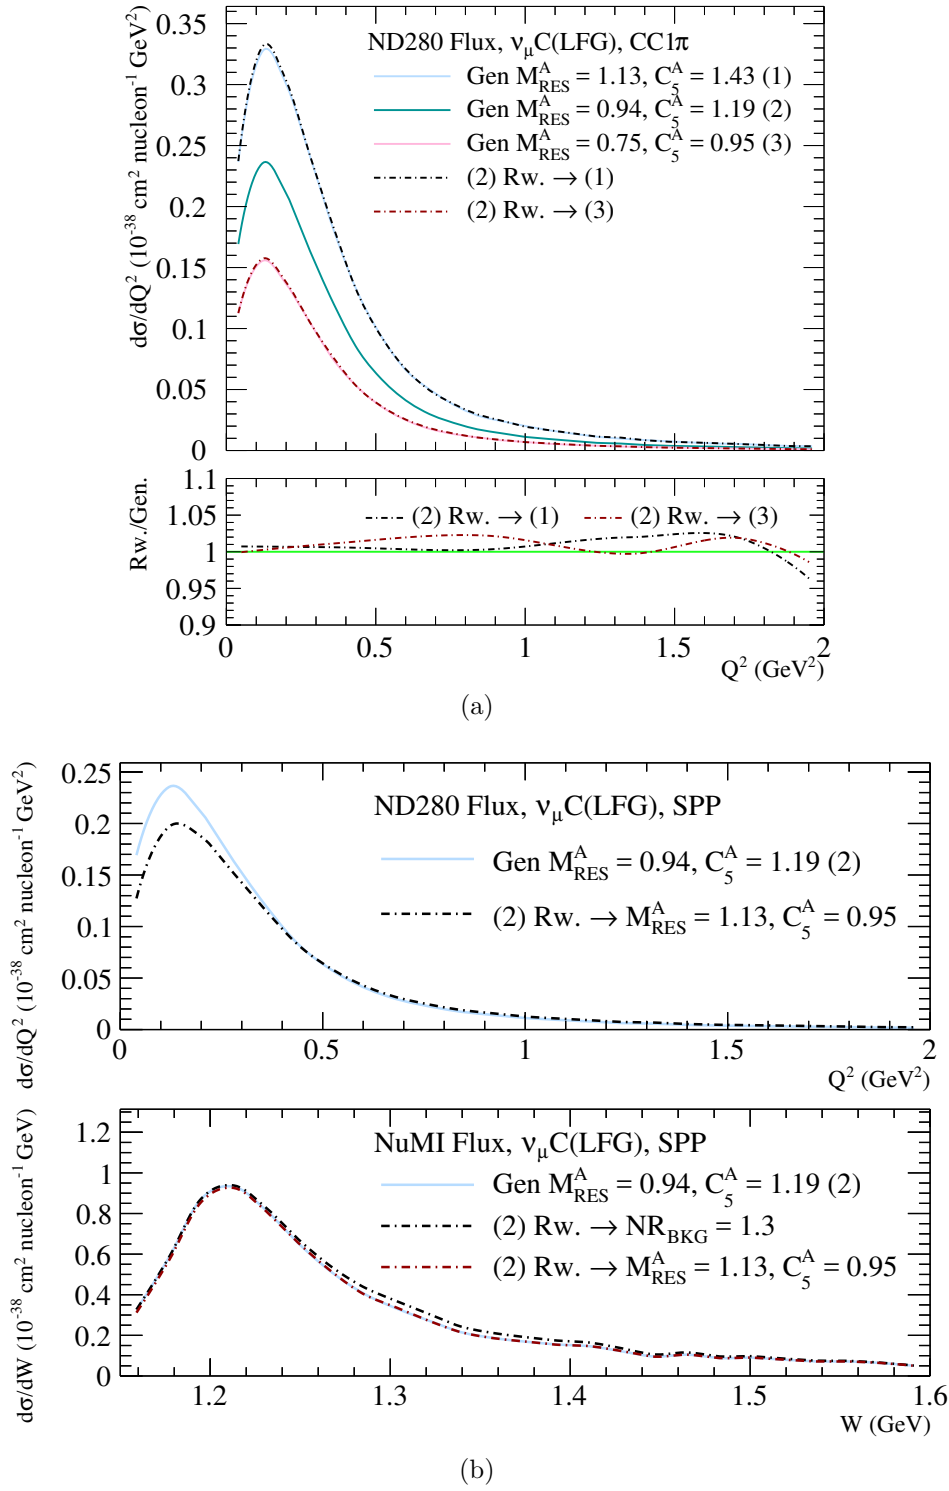 0.35
0.3
0.25
0.2
0.15
0.1
0.05
0
dσ/dQ² (10⁻³⁸ cm² nucleon⁻¹ GeV²)
ND280 Flux, ν_μC(LFG), CC1π
Gen M^A_RES = 1.13, C^A_5 = 1.43 (1)
Gen M^A_RES = 0.94, C^A_5 = 1.19 (2)
Gen M^A_RES = 0.75, C^A_5 = 0.95 (3)
(2) Rw. → (1)
(2) Rw. → (3)
1.1
1.05
1
0.95
0.9
Rw./Gen.
(2) Rw. → (1) (2) Rw. → (3)
0 0.5 1 1.5 2
Q² (GeV²)
(a)
0.25
0.2
0.15
0.1
0.05
0
dσ/dQ² (10⁻³⁸ cm² nucleon⁻¹ GeV²)
ND280 Flux, ν_μC(LFG), SPP
Gen M^A_RES = 0.94, C^A_5 = 1.19 (2)
(2) Rw. → M^A_RES = 1.13, C^A_5 = 0.95
0 0.5 1 1.5 2
Q² (GeV²)
1.2
1
0.8
0.6
0.4
0.2
0
dσ/dW (10⁻³⁸ cm² nucleon⁻¹ GeV)
NuMI Flux, ν_μC(LFG), SPP
Gen M^A_RES = 0.94, C^A_5 = 1.19 (2)
(2) Rw. → NR_BKG = 1.3
(2) Rw. → M^A_RES = 1.13, C^A_5 = 0.95
1.2 1.3 1.4 1.5 1.6
W (GeV)
(b)